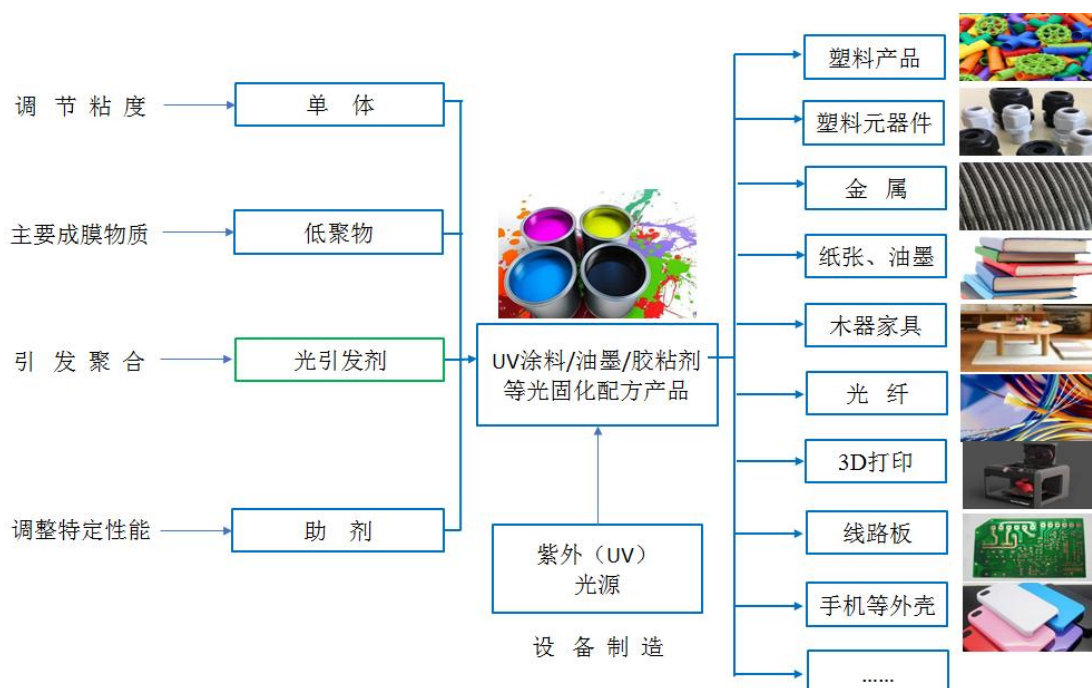 调节粘度
单体
主要成膜物质
低聚物
引发聚合
光引发剂
调整特定性能
助剂
UV涂料/油墨/胶粘剂
等光固化配方产品
紫外（UV）
光源
设备制造
塑料产品
塑料元器件
金属
纸张、油墨
木器家具
光纤
3D打印
线路板
手机等外壳
……